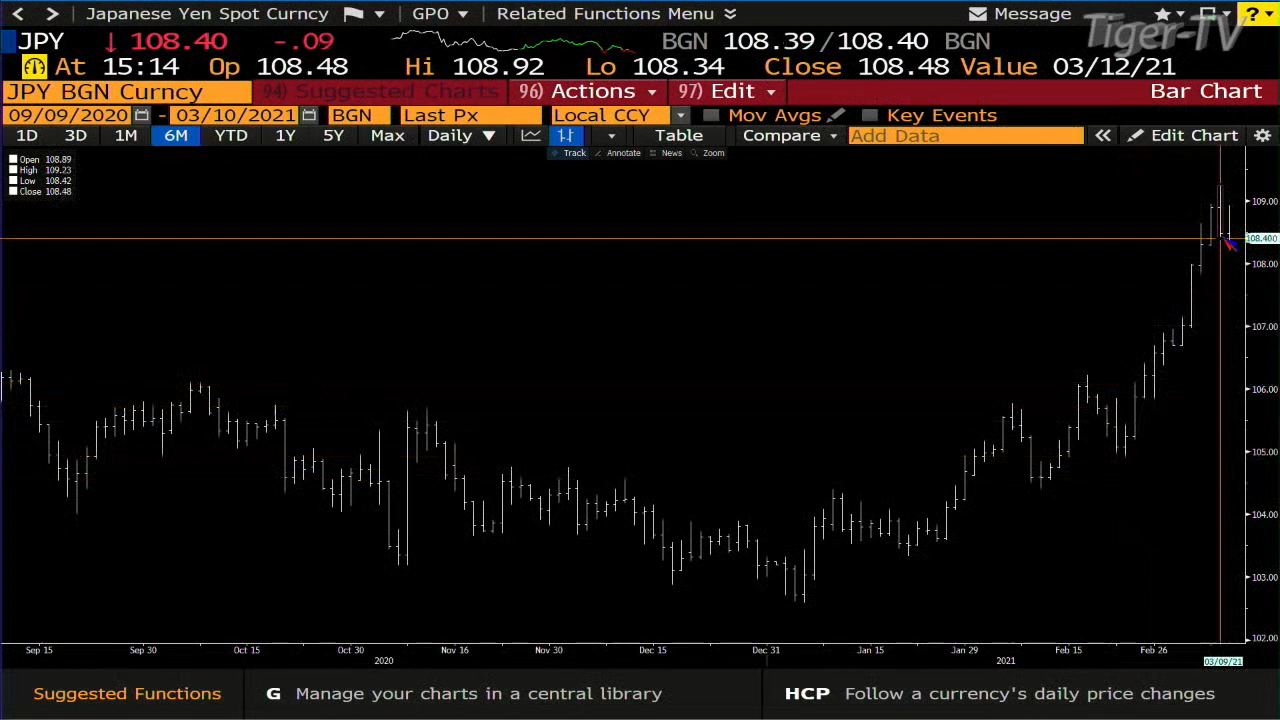 Japanese Yen Spot Curncy GPO Related Functions Menu Message ?
Tiger-TV
JPY 108.40 -.09 BGN 108.39/108.40 BGN
At 15:14 Op 108.48 Hi 108.92 Lo 108.34 Close 108.48 Value 03/12/21
JPY BGN Curncy 94) Suggested Charts 96) Actions 97) Edit Bar Chart
09/09/2020 - 03/10/2021 BGN Last Px Local CCY Mov Avgs Key Events
1D 3D 1M 6M YTD 1Y 5Y Max Daily Table Compare Add Data Edit Chart
Track Annotate News Zoom
Open 108.89
High 109.23
Low 108.42
Close 108.48
109.00
108.400
108.00
107.00
106.00
105.00
104.00
103.00
102.00
Sep 15 Sep 30 Oct 15 Oct 30 Nov 16 Nov 30 Dec 15 Dec 31 Jan 15 Jan 29 Feb 15 Feb 26
2020 2021 03/09/21
Suggested Functions G Manage your charts in a central library HCP Follow a currency's daily price changes